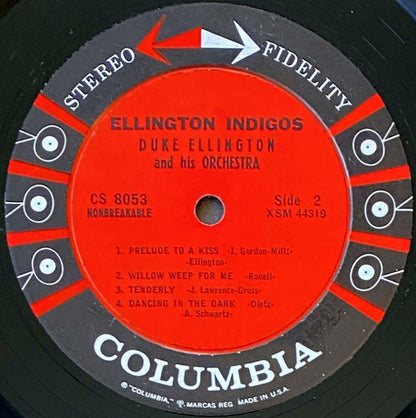 STEREO FIDELITY
ELLINGTON INDIGOS
DUKE ELLINGTON
and his ORCHESTRA
CS 8053
NONBREAKABLE
Side 2
XSM 44319
1. PRELUDE TO A KISS -I. Gordon-Mills-
-Ellington-
2. WILLOW WEEP FOR ME -Ronell-
3. TENDERLY -J. Lawrence-Gross-
4. DANCING IN THE DARK -Dietz-
-A. Schwartz-
COLUMBIA
® "COLUMBIA," MARCAS REG. MADE IN U.S.A.